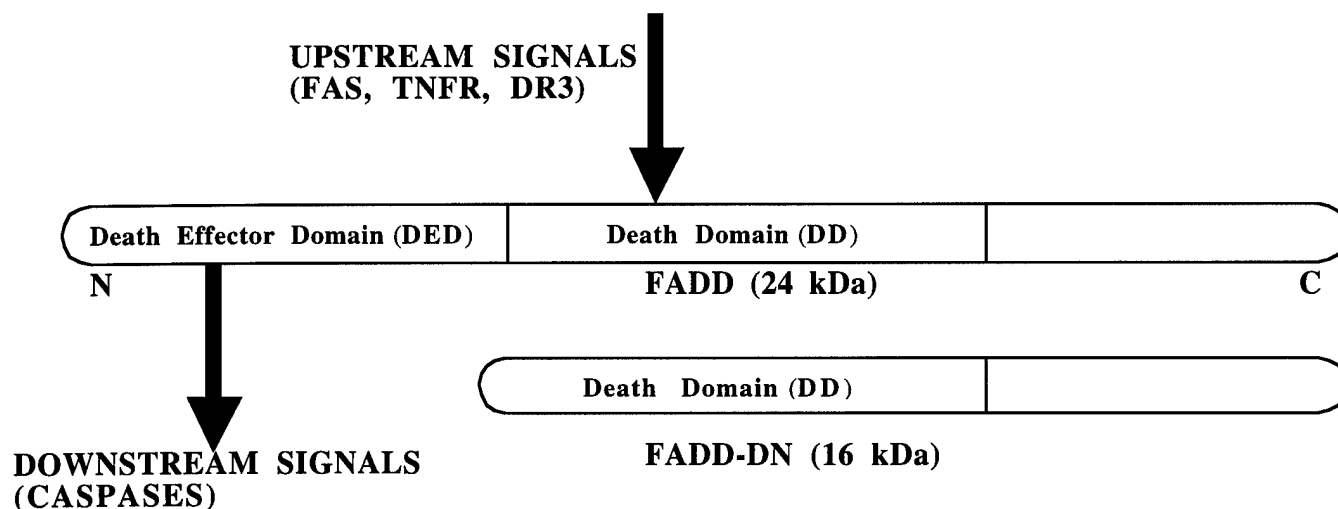 UPSTREAM SIGNALS
(FAS, TNFR, DR3)
Death Effector Domain (DED)
Death Domain (DD)
N
FADD (24 kDa)
C
Death Domain (DD)
FADD-DN (16 kDa)
DOWNSTREAM SIGNALS
(CASPASES)